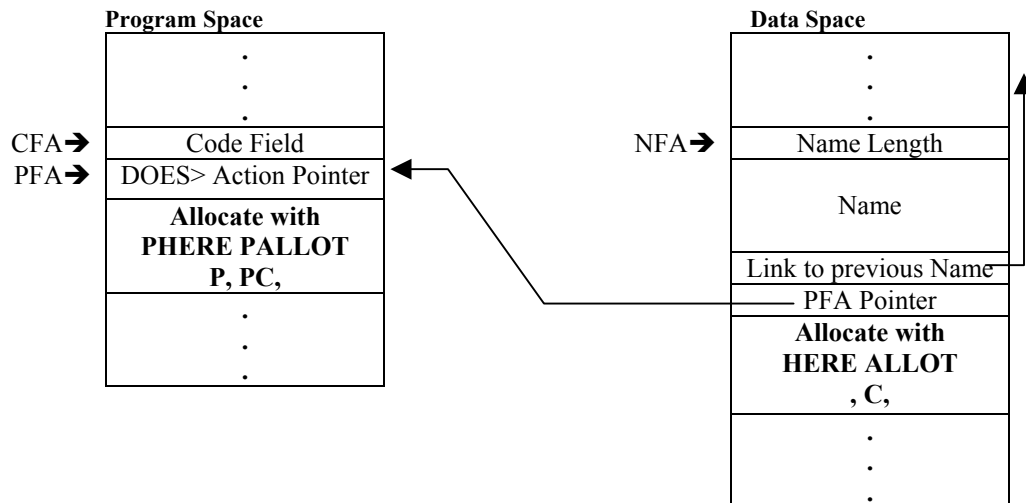 Program Space
.
.
.
CFA➔
Code Field
PFA➔
DOES> Action Pointer
Allocate with
PHERE PALLOT
P, PC,
.
.
.
Data Space
.
.
.
NFA➔
Name Length
Name
Link to previous Name
PFA Pointer
Allocate with
HERE ALLOT
, C,
.
.
.